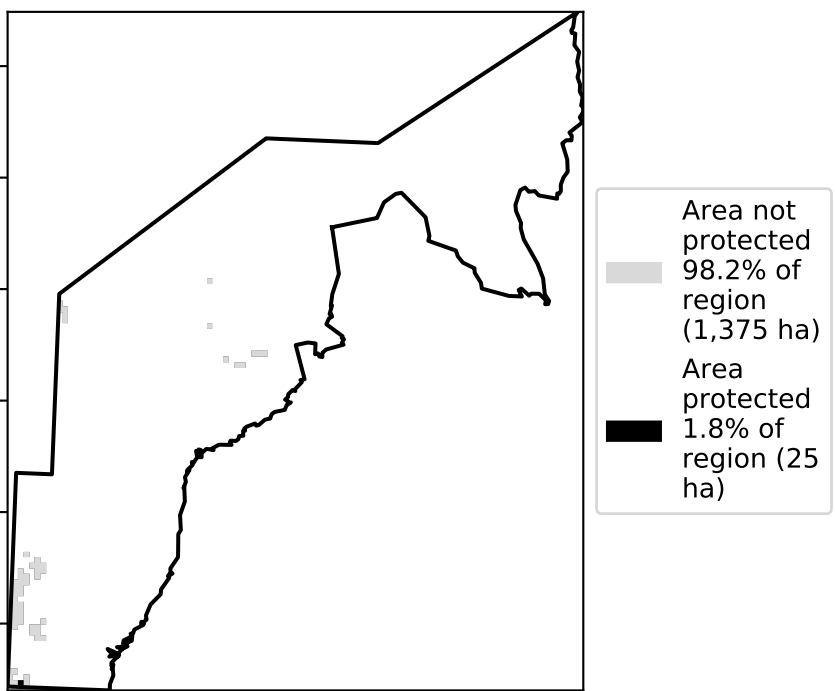 Area not
protected
98.2% of
region
(1,375 ha)
Area
protected
1.8% of
region (25
ha)